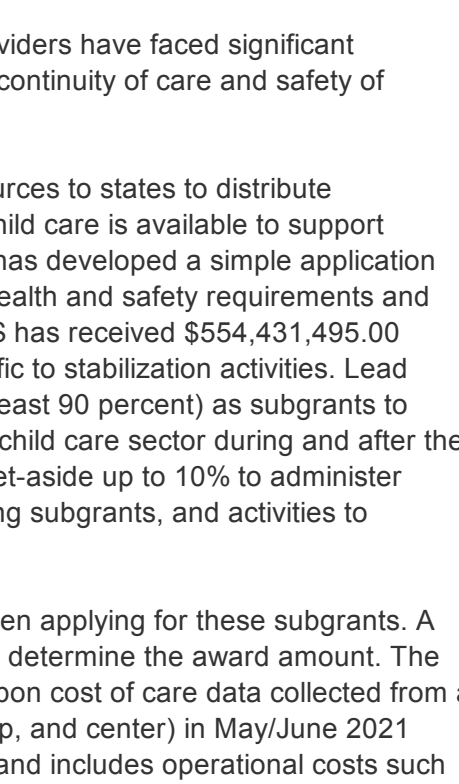 viders have faced significant
continuity of care and safety of
urces to states to distribute
hild care is available to support
has developed a simple application
ealth and safety requirements and
S has received $554,431,495.00
fic to stabilization activities. Lead
east 90 percent) as subgrants to
child care sector during and after the
et-aside up to 10% to administer
ng subgrants, and activities to
en applying for these subgrants. A
determine the award amount. The
pon cost of care data collected from a
p, and center) in May/June 2021
and includes operational costs such